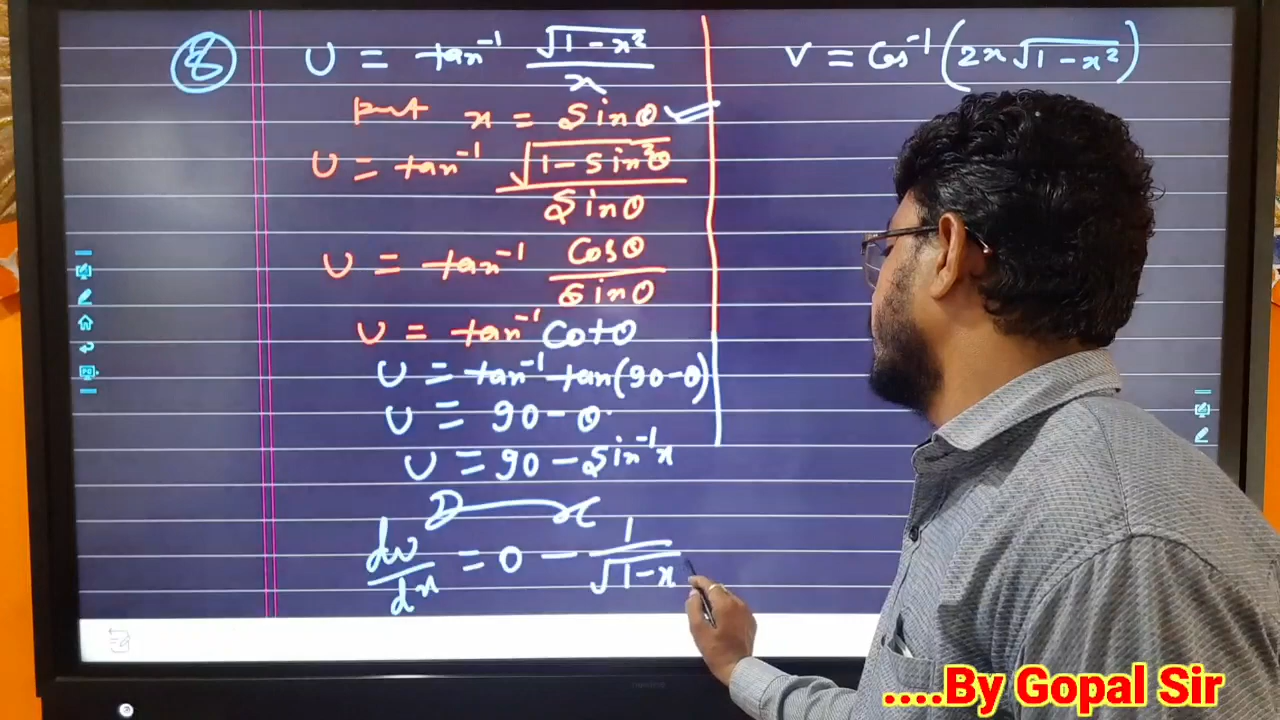 ⑧ U = tan⁻¹ √(1-x²)/x
put x = Sinθ
U = tan⁻¹ √(1-Sin²θ)/Sinθ
U = tan⁻¹ Cosθ/Sinθ
U = tan⁻¹ Cotθ
U = tan⁻¹ tan(90-θ)
U = 90-θ
U = 90 - Sin⁻¹x
du/dx = 0 - 1/√(1-x
V = Cos⁻¹(2x√(1-x²))
....By Gopal Sir